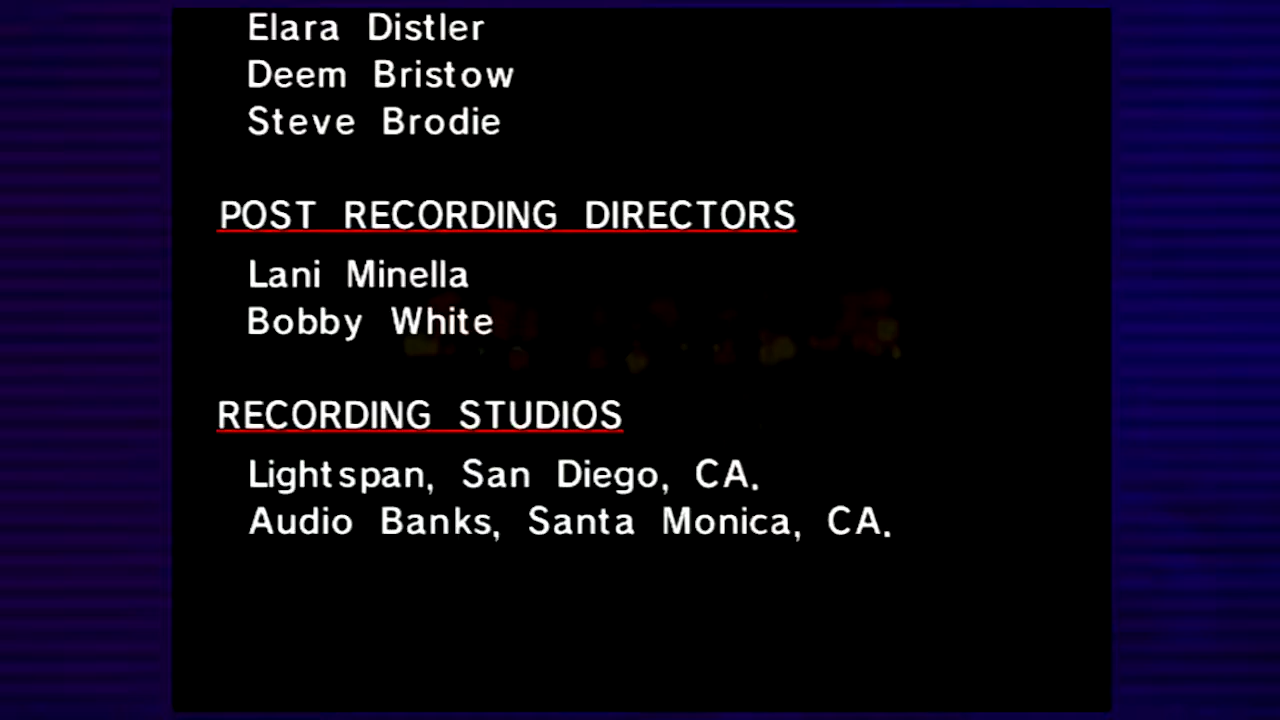 Elara Distler
Deem Bristow
Steve Brodie
POST RECORDING DIRECTORS
Lani Minella
Bobby White
RECORDING STUDIOS
Lightspan, San Diego, CA.
Audio Banks, Santa Monica, CA.